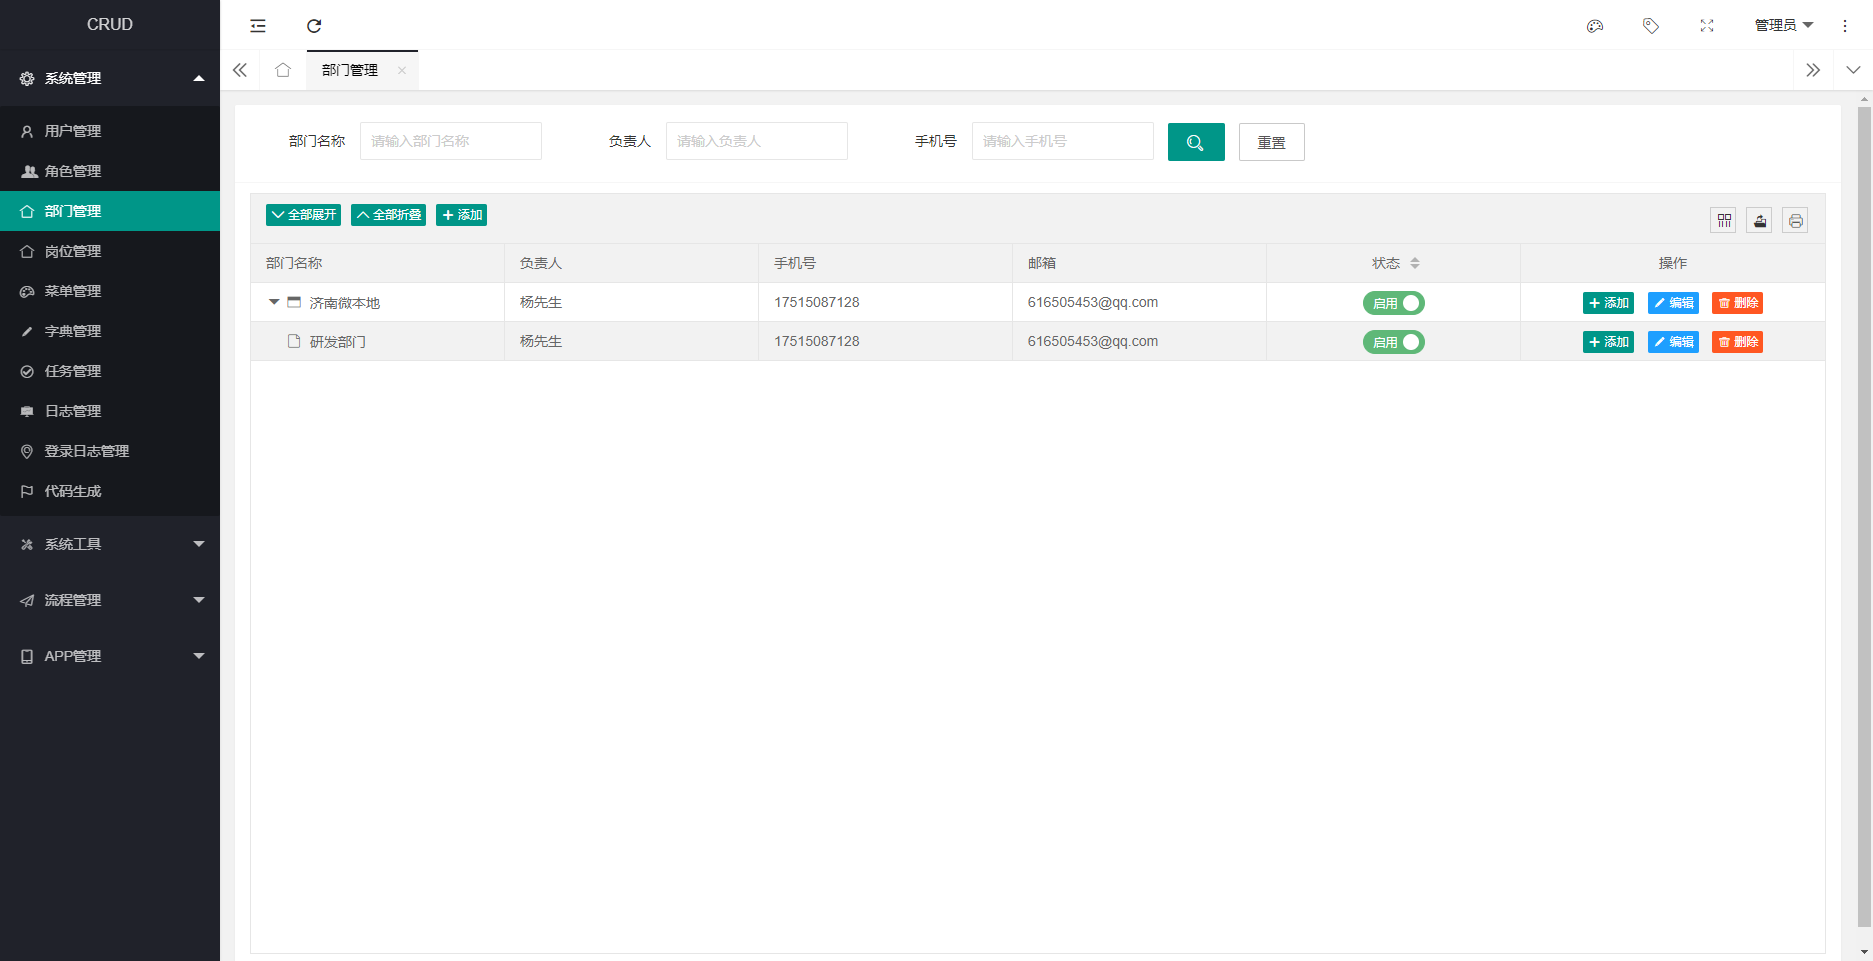 CRUD
管理员
系统管理
部门管理
用户管理
角色管理
部门管理
岗位管理
菜单管理
字典管理
任务管理
日志管理
登录日志管理
代码生成
系统工具
流程管理
APP管理
部门名称 请输入部门名称 负责人 请输入负责人 手机号 请输入手机号 重置
全部展开 全部折叠 添加
部门名称 负责人 手机号 邮箱 状态 操作
济南微本地 杨先生 17515087128 616505453@qq.com 启用 添加 编辑 删除
研发部门 杨先生 17515087128 616505453@qq.com 启用 添加 编辑 删除